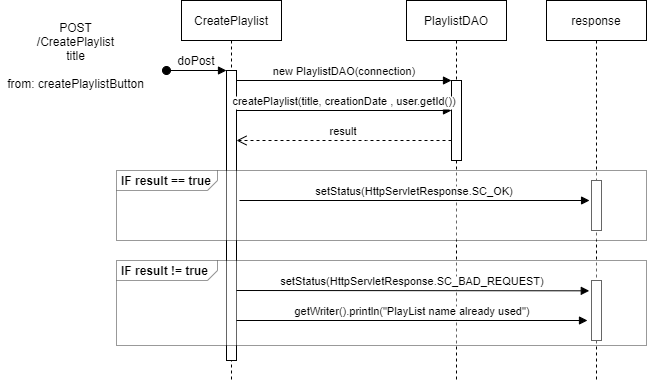 POST
/CreatePlaylist
title
from: createPlaylistButton
CreatePlaylist
PlaylistDAO
response
doPost
new PlaylistDAO(connection)
createPlaylist(title, creationDate , user.getId())
result
IF result == true
setStatus(HttpServletResponse.SC_OK)
IF result != true
setStatus(HttpServletResponse.SC_BAD_REQUEST)
getWriter().println("PlayList name already used")